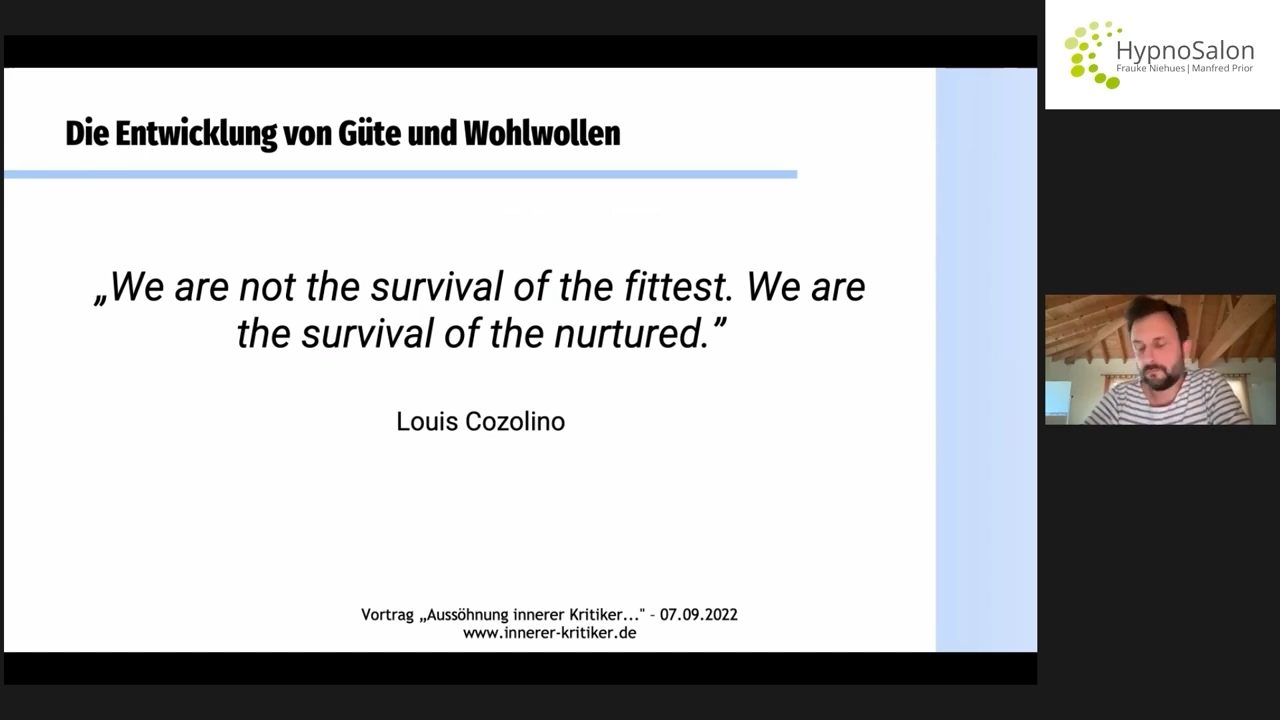 HypnoSalon
Frauke Niehues | Manfred Prior
Die Entwicklung von Güte und Wohlwollen
„We are not the survival of the fittest. We are
the survival of the nurtured.”
Louis Cozolino
Vortrag „Aussöhnung innerer Kritiker..." - 07.09.2022
www.innerer-kritiker.de